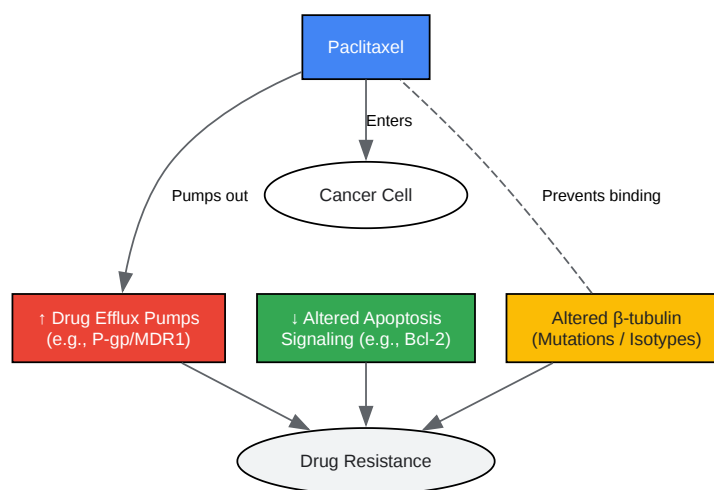 Paclitaxel
Enters
Cancer Cell
Pumps out
Prevents binding
↑ Drug Efflux Pumps
(e.g., P-gp/MDR1)
↓ Altered Apoptosis
Signaling (e.g., Bcl-2)
Altered β-tubulin
(Mutations / Isotypes)
Drug Resistance